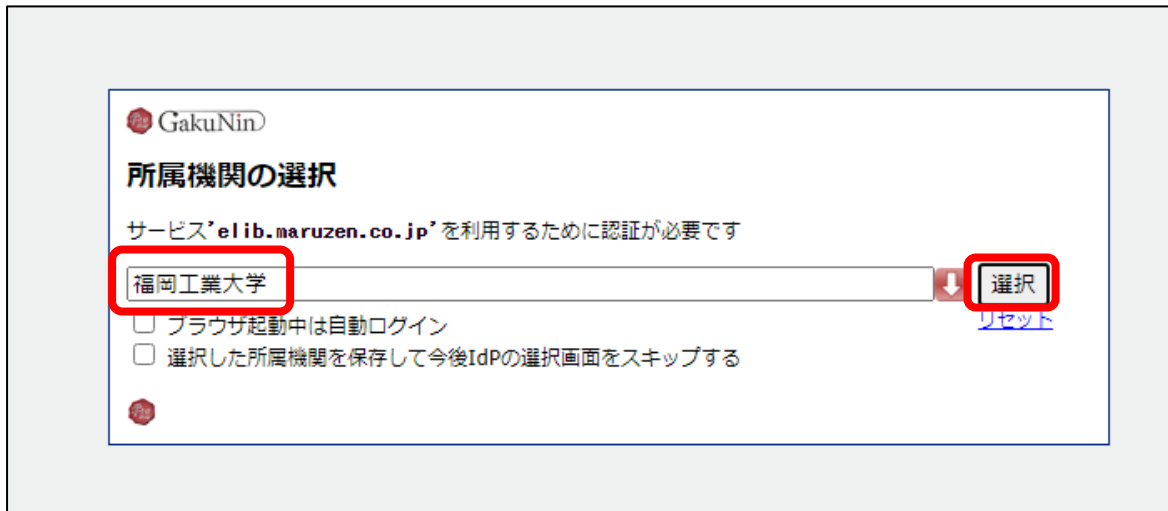 GakuNin
所属機関の選択
サービス'elib.maruzen.co.jp'を利用するために認証が必要です
福岡工業大学 選択
リセット
ブラウザ起動中は自動ログイン
選択した所属機関を保存して今後IdPの選択画面をスキップする